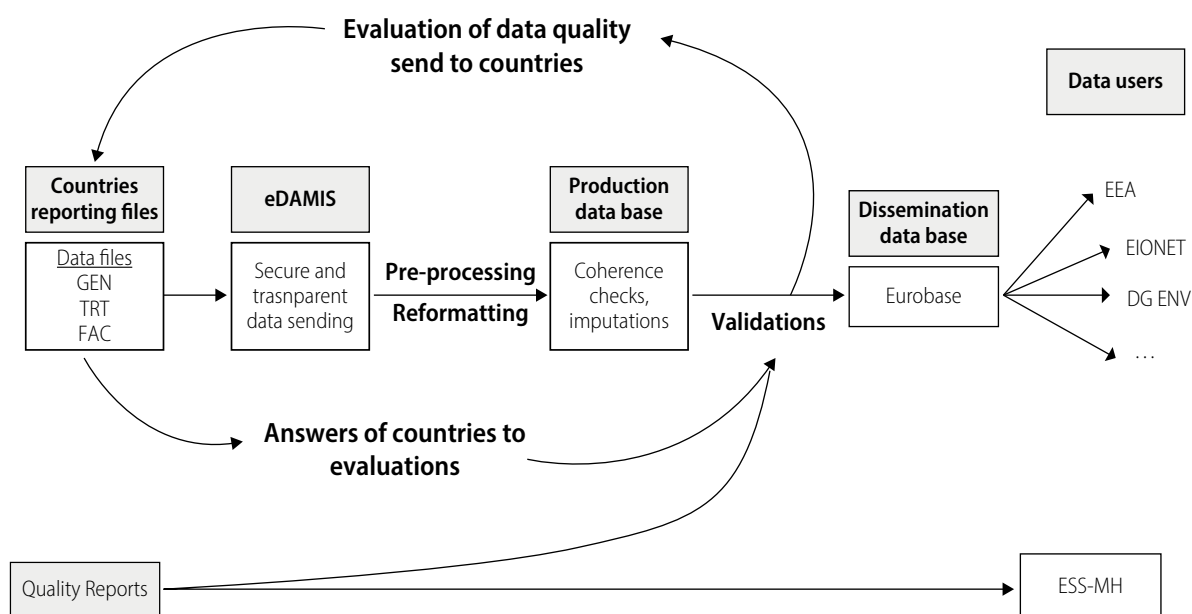 Evaluation of data quality
send to countries
Data users
Countries
reporting files
Data files
GEN
TRT
FAC
eDAMIS
Secure and
trasnparent
data sending
Pre-processing
Reformatting
Production
data base
Coherence
checks,
imputations
Validations
Dissemination
data base
Eurobase
EEA
EIONET
DG ENV
...
Answers of countries to
evaluations
Quality Reports
ESS-MH